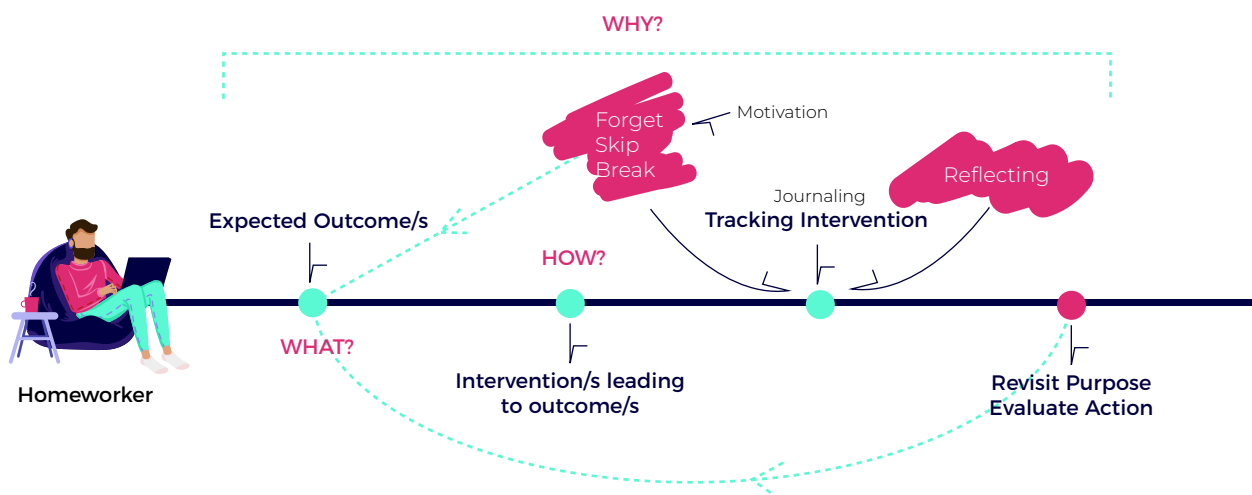 WHY?
Forget
Skip
Break
Motivation
Reflecting
Journaling
Tracking Intervention
Expected Outcome/s
HOW?
WHAT?
Homeworker
Intervention/s leading
to outcome/s
Revisit Purpose
Evaluate Action